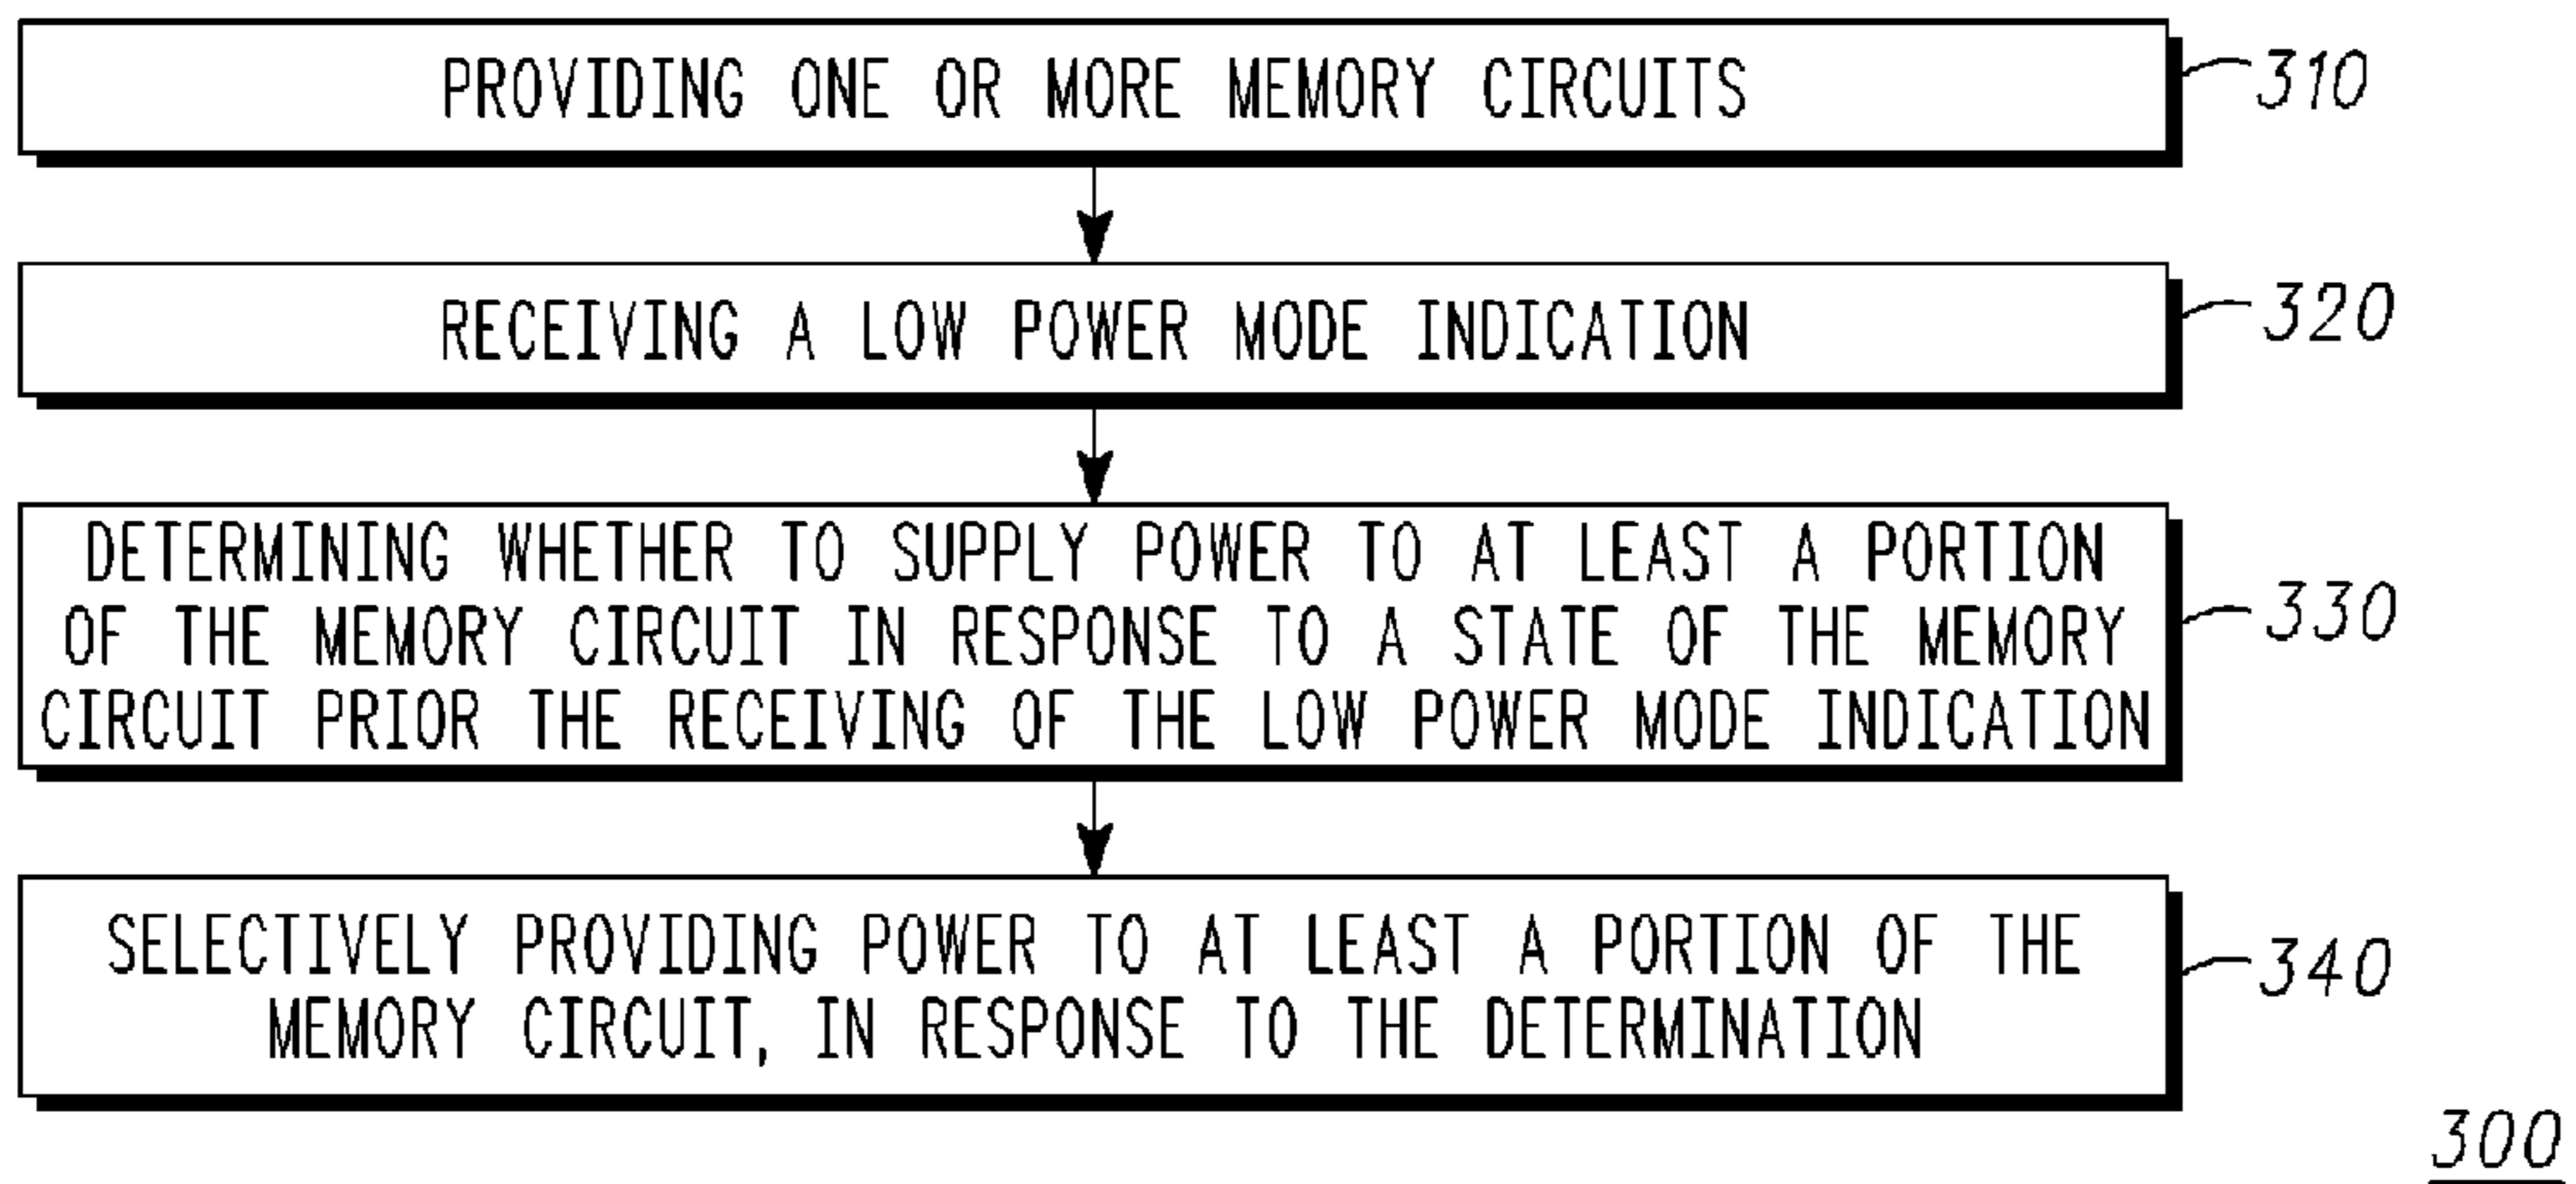 PROVIDING ONE OR MORE MEMORY CIRCUITS
310
RECEIVING A LOW POWER MODE INDICATION
320
DETERMINING WHETHER TO SUPPLY POWER TO AT LEAST A PORTION
OF THE MEMORY CIRCUIT IN RESPONSE TO A STATE OF THE MEMORY
CIRCUIT PRIOR THE RECEIVING OF THE LOW POWER MODE INDICATION
330
SELECTIVELY PROVIDING POWER TO AT LEAST A PORTION OF THE
MEMORY CIRCUIT, IN RESPONSE TO THE DETERMINATION
340
300